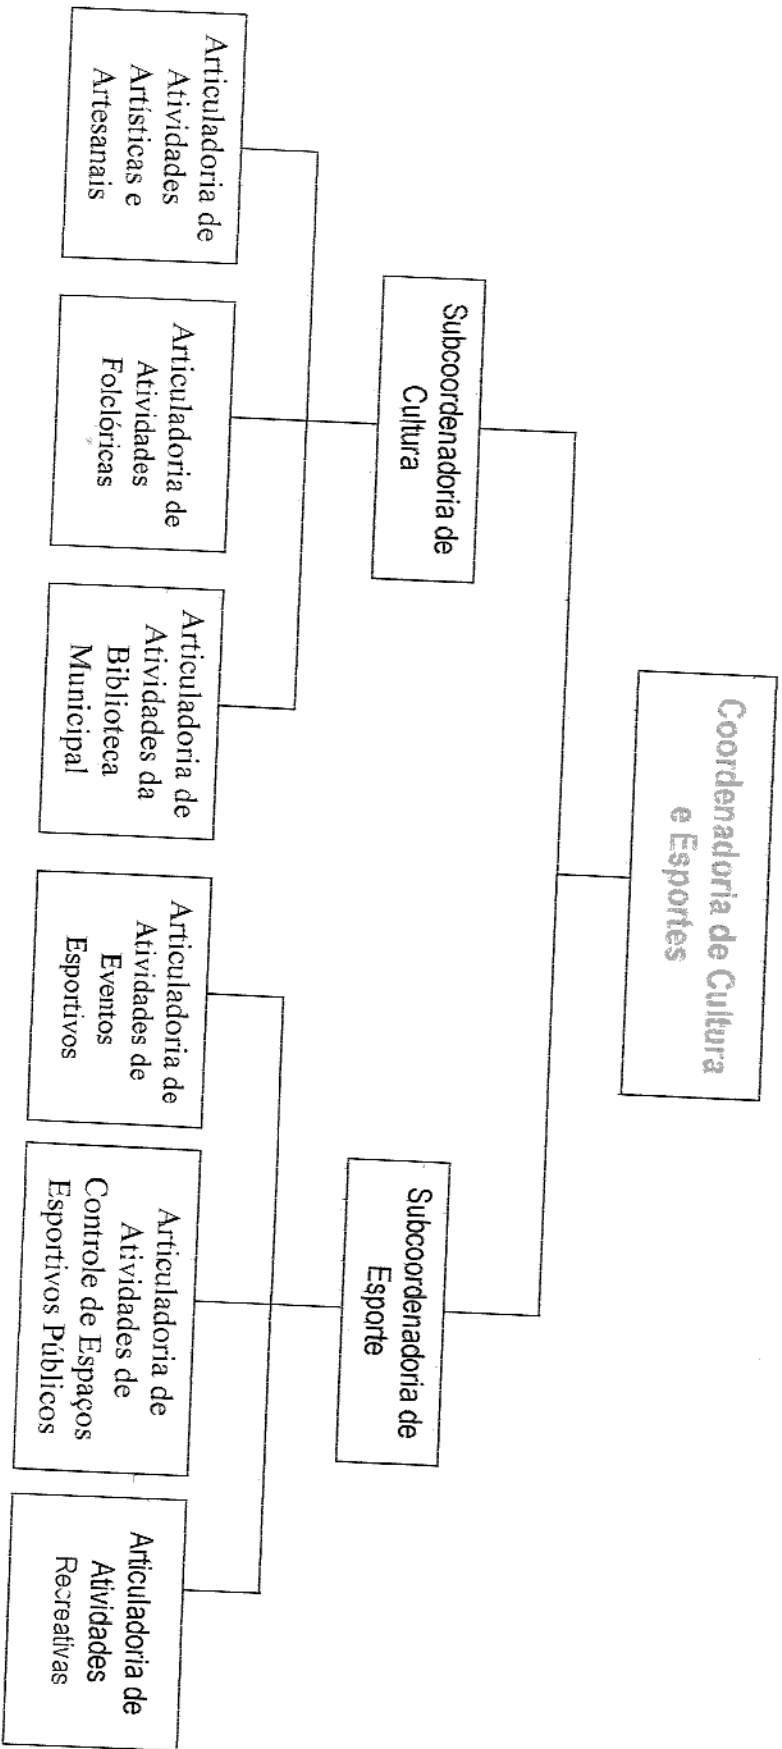 Coordenadoria de Cultura
e Esportes
Subcoordenadoria de
Cultura
Subcoordenadoria de
Esporte
Articuladoria de
Atividades
Artísticas e
Artesanais
Articuladoria de
Atividades
Folclóricas
Articuladoria de
Atividades da
Biblioteca
Municipal
Articuladoria de
Atividades de
Eventos
Esportivos
Articuladoria de
Atividades de
Controle de Espaços
Esportivos Públicos
Articuladoria de
Atividades
Recreativas